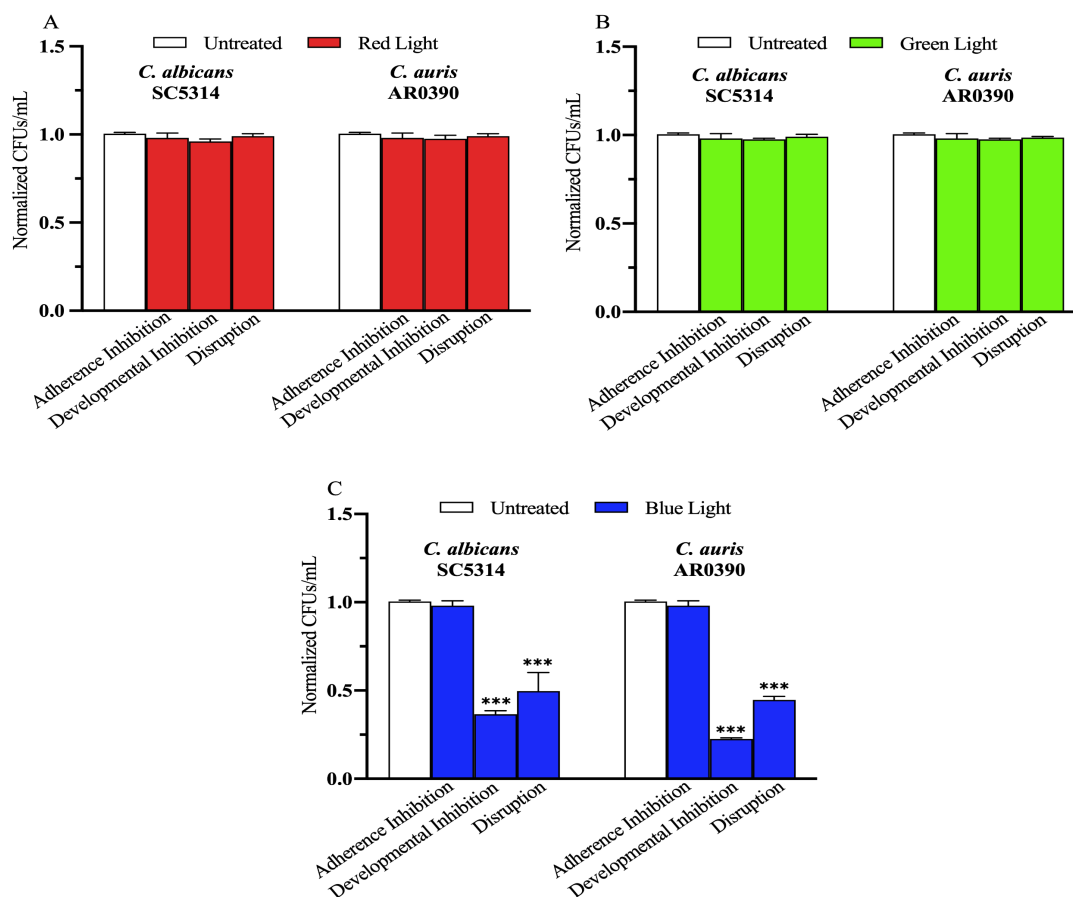 A
Untreated Red Light
C. albicans
SC5314
C. auris
AR0390
Normalized CFUs/mL
1.5
1.0
0.5
0.0
Adherence Inhibition
Developmental Inhibition
Disruption
Adherence Inhibition
Developmental Inhibition
Disruption
B
Untreated Green Light
C. albicans
SC5314
C. auris
AR0390
Normalized CFUs/mL
1.5
1.0
0.5
0.0
Adherence Inhibition
Developmental Inhibition
Disruption
Adherence Inhibition
Developmental Inhibition
Disruption
C
Untreated Blue Light
C. albicans
SC5314
C. auris
AR0390
Normalized CFUs/mL
1.5
1.0
0.5
0.0
***
***
***
***
Adherence Inhibition
Developmental Inhibition
Disruption
Adherence Inhibition
Developmental Inhibition
Disruption